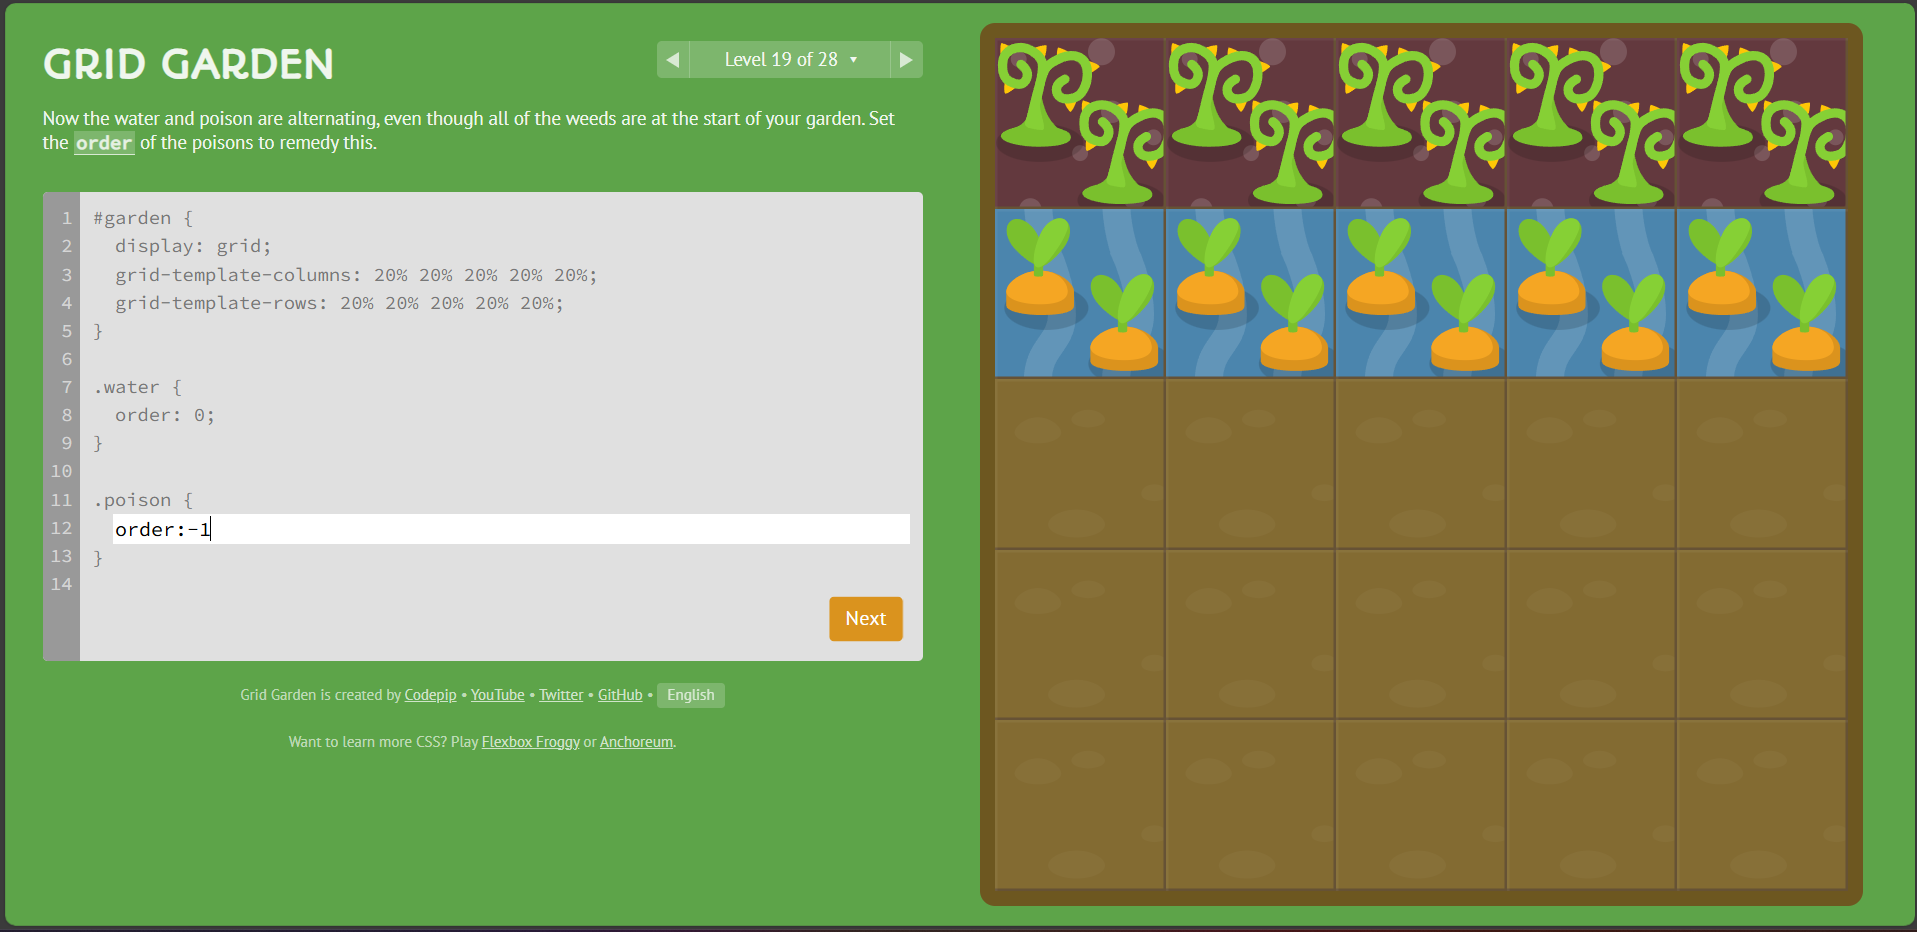 GRID GARDEN
Level 19 of 28
Now the water and poison are alternating, even though all of the weeds are at the start of your garden. Set
the order of the poisons to remedy this.
1 #garden {
2 display: grid;
3 grid-template-columns: 20% 20% 20% 20% 20%;
4 grid-template-rows: 20% 20% 20% 20% 20%;
5 }
6
7 .water {
8 order: 0;
9 }
10
11 .poison {
12 order:-1
13 }
14
Next
Grid Garden is created by Codepip • YouTube • Twitter • GitHub • English
Want to learn more CSS? Play Flexbox Froggy or Anchoreum.